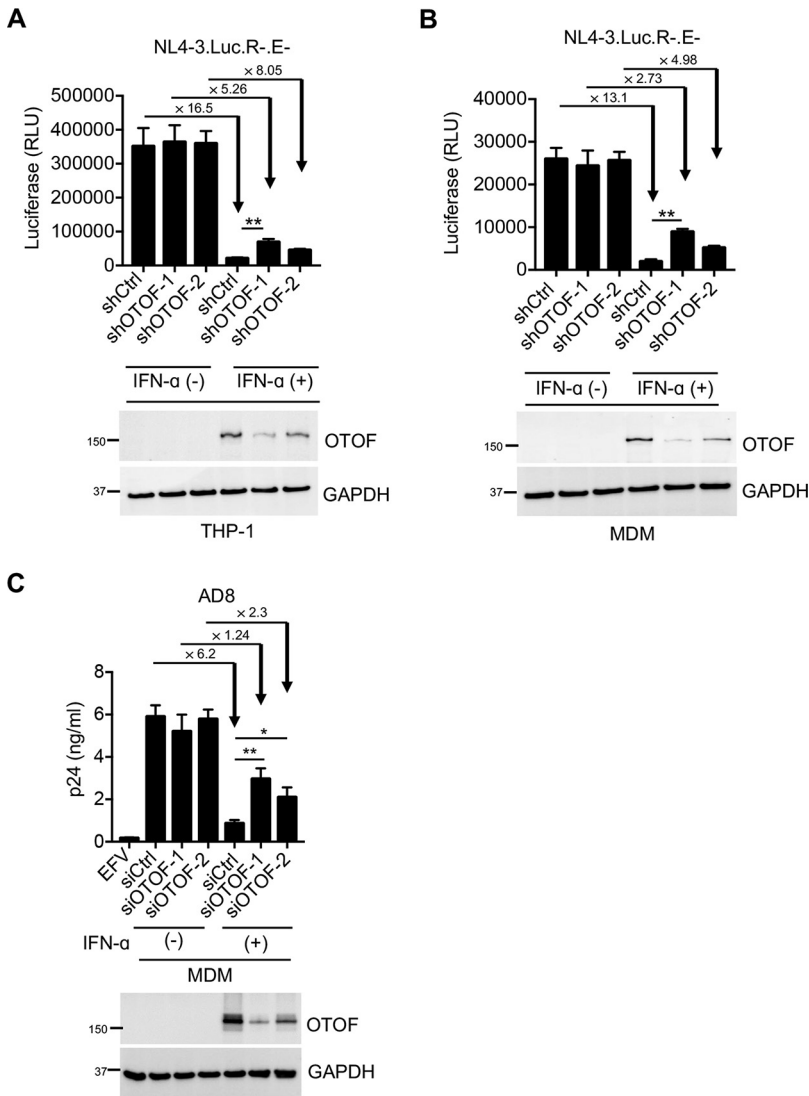 A
NL4-3.Luc.R-.E-
× 8.05
× 5.26
× 16.5
Luciferase (RLU)
500000
400000
300000
200000
100000
0
**
shCtrl
shOTOF-1
shOTOF-2
shCtrl
shOTOF-1
shOTOF-2
IFN-α (-)
IFN-α (+)
150
OTOF
37
GAPDH
THP-1
B
NL4-3.Luc.R-.E-
× 4.98
× 2.73
× 13.1
Luciferase (RLU)
40000
30000
20000
10000
0
**
shCtrl
shOTOF-1
shOTOF-2
shCtrl
shOTOF-1
shOTOF-2
IFN-α (-)
IFN-α (+)
150
OTOF
37
GAPDH
MDM
C
AD8
× 2.3
× 1.24
× 6.2
p24 (ng/ml)
8
6
4
2
0
*
**
EFV
siCtrl
siOTOF-1
siOTOF-2
siCtrl
siOTOF-1
siOTOF-2
IFN-α
(-)
(+)
MDM
150
OTOF
37
GAPDH